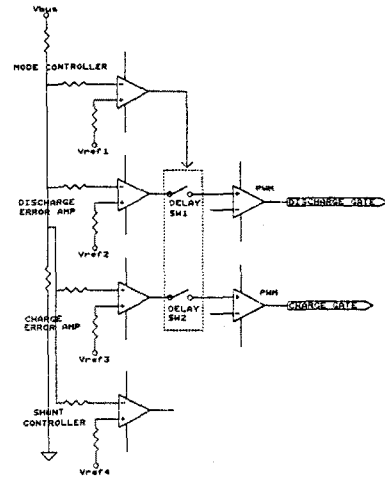 Vbus
MODE CONTROLLER
Vref1
DISCHARGE
ERROR AMP
Vref2
DELAY
SW1
PWM
DISCHARGE GATE
CHARGE
ERROR AMP
Vref3
DELAY
SW2
PWM
CHARGE GATE
SHUNT
CONTROLLER
Vref4